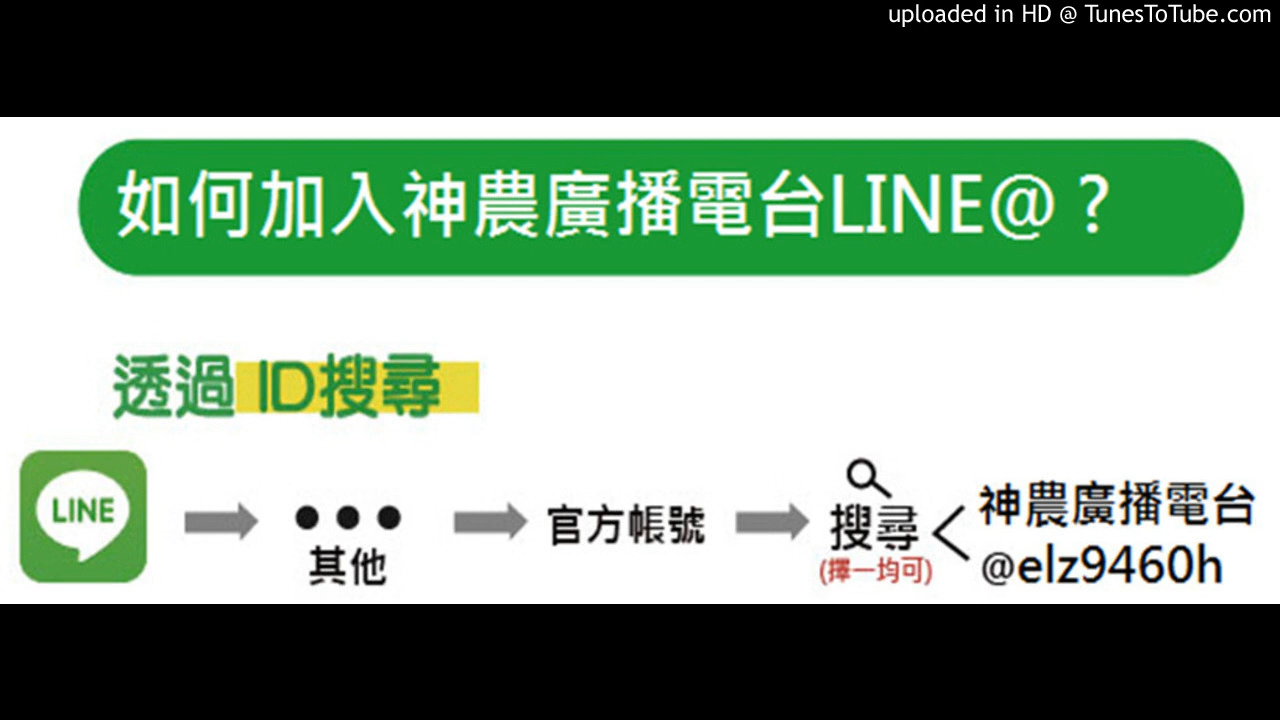 uploaded in HD @ TunesToTube.com
如何加入神農廣播電台LINE@？
透過 ID搜尋
LINE
其他
官方帳號
搜尋
(擇一均可)
神農廣播電台
@elz9460h